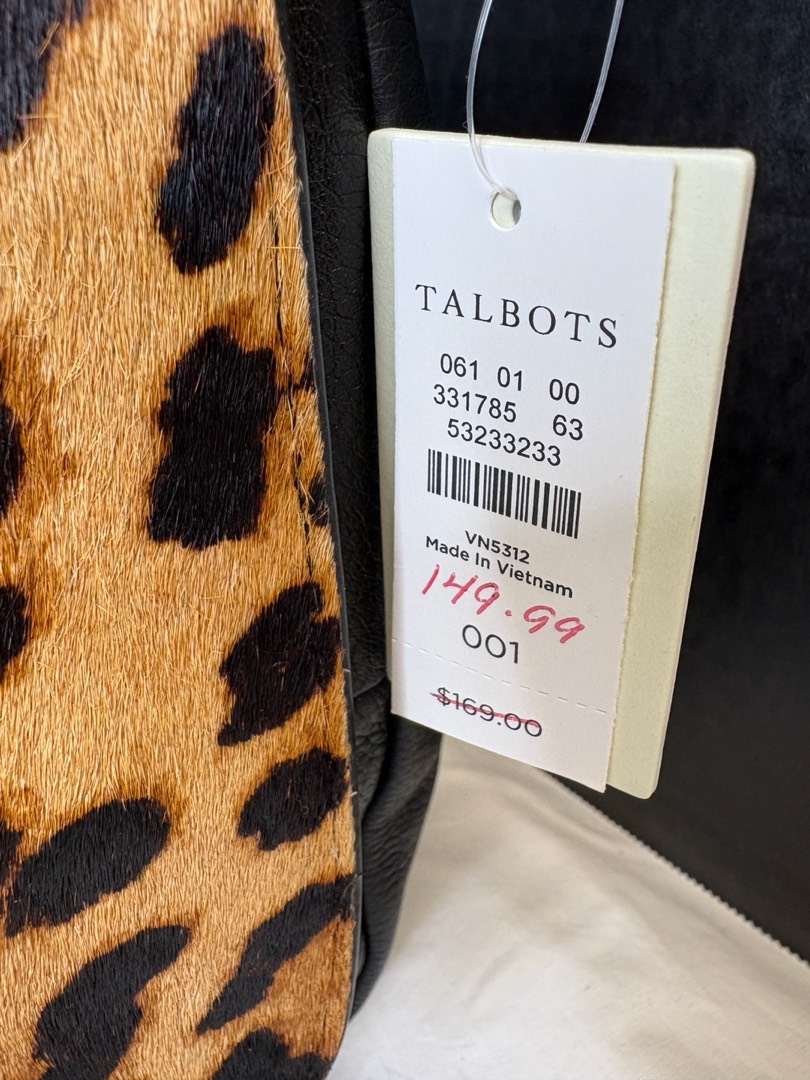 TALBOTS
061 01 00
331785 63
53233233
VN5312
Made In Vietnam
149.99
001
$169.00